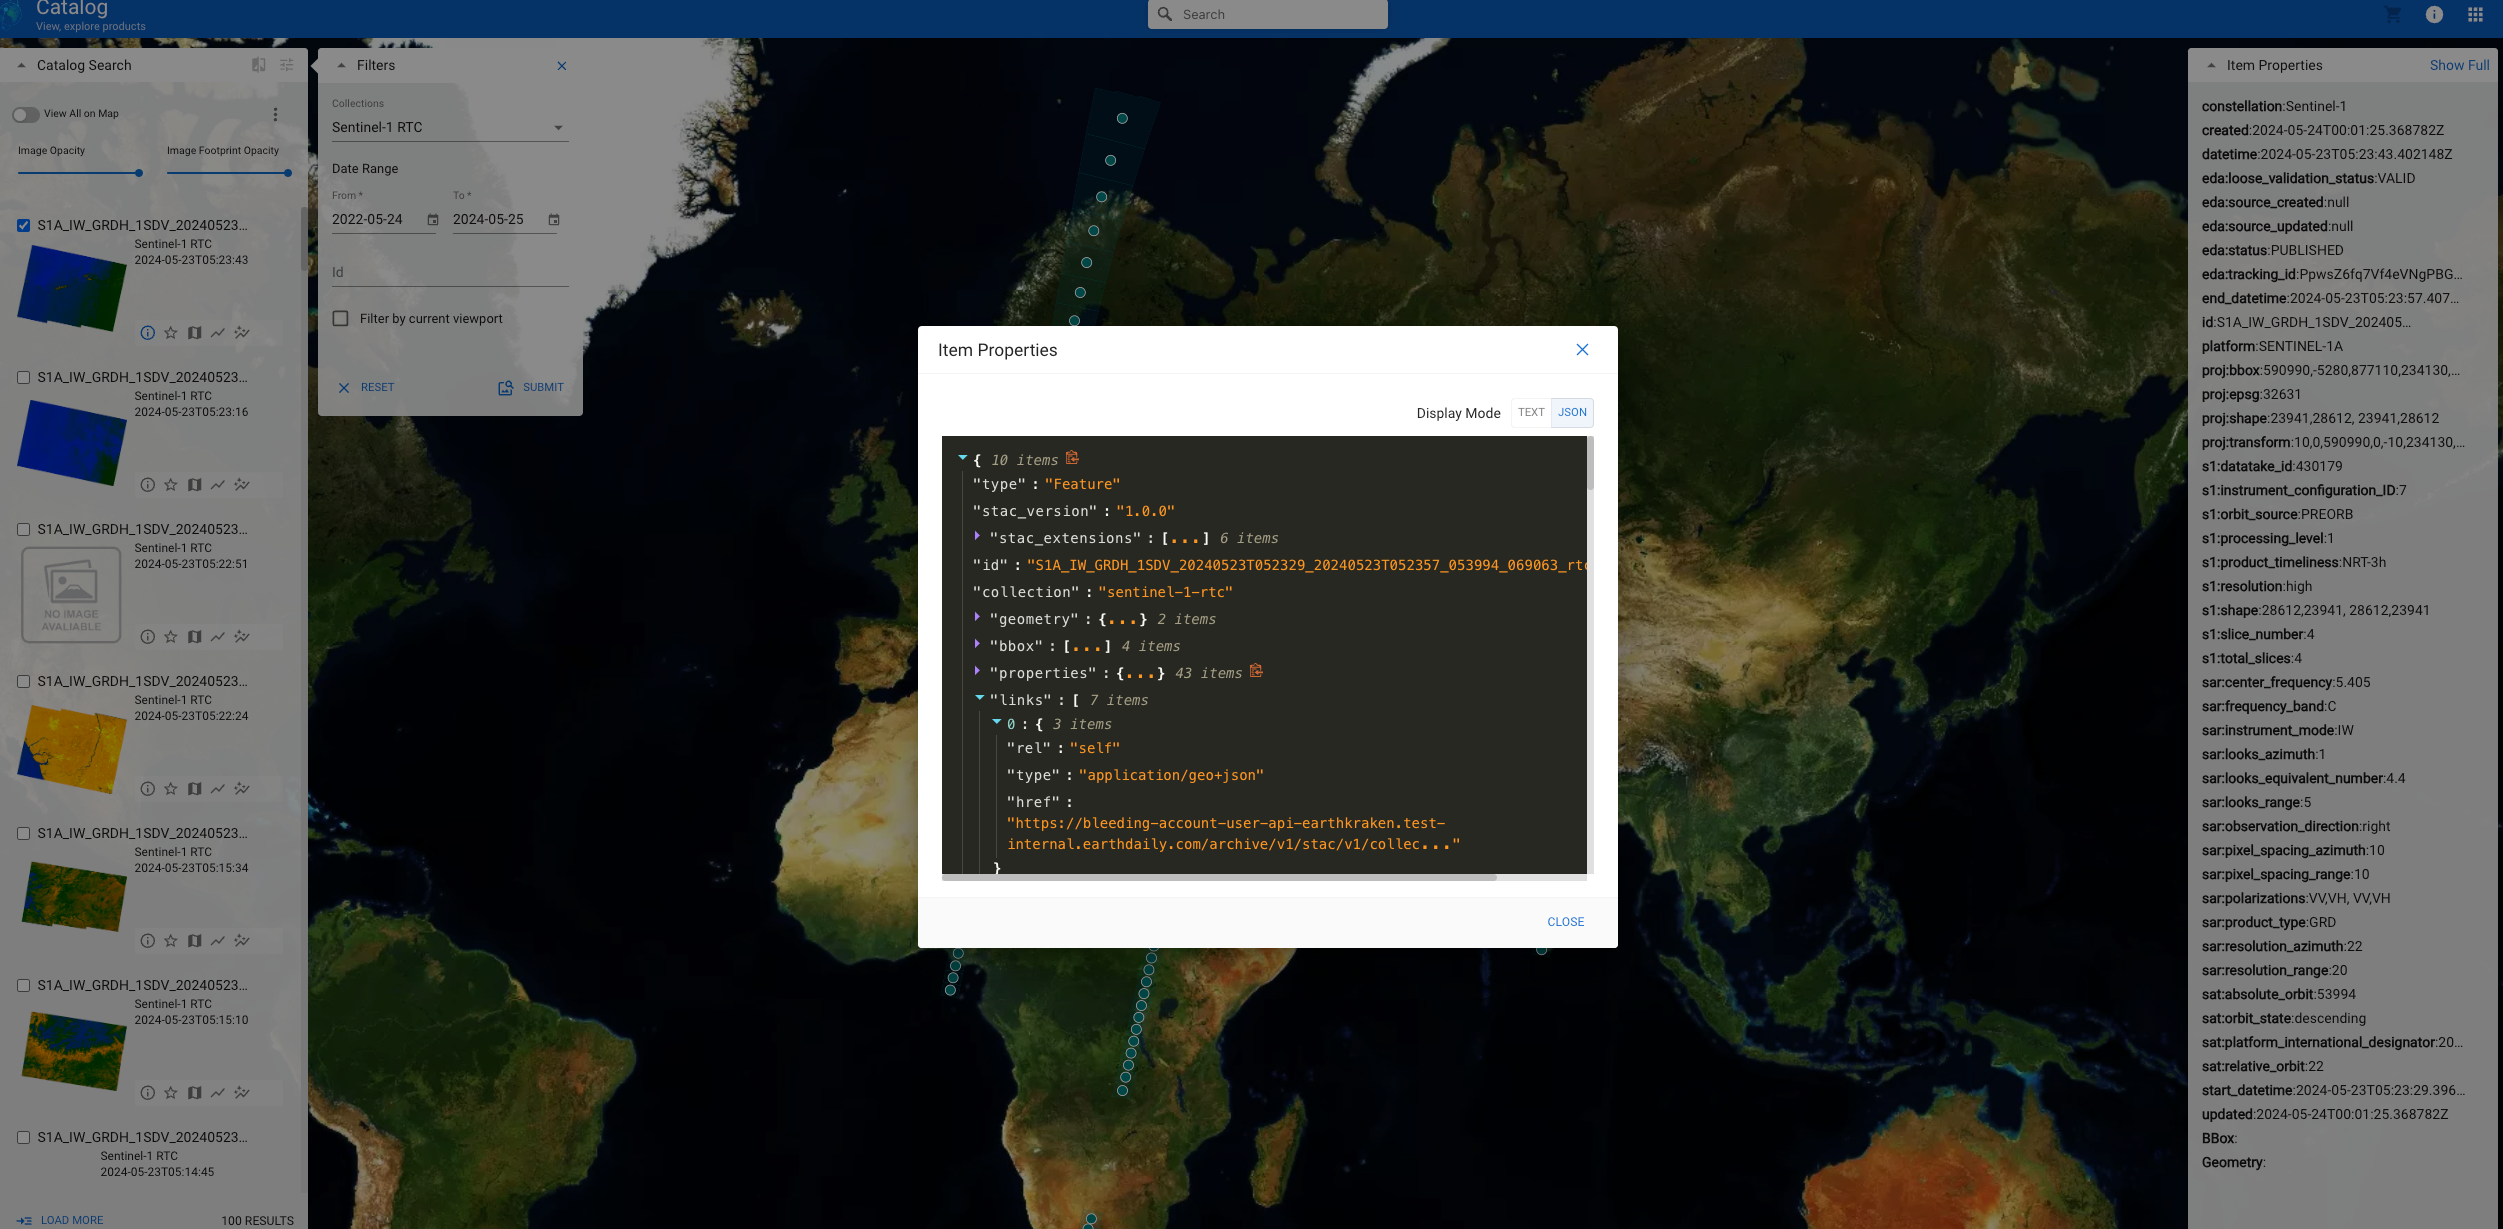 Catalog
View, explore products
Search
Catalog Search
View All on Map
Image Opacity
Image Footprint Opacity
S1A_IW_GRDH_1SDV_20240523...
Sentinel-1 RTC
2024-05-23T05:23:43
S1A_IW_GRDH_1SDV_20240523...
Sentinel-1 RTC
2024-05-23T05:23:16
S1A_IW_GRDH_1SDV_20240523...
Sentinel-1 RTC
2024-05-23T05:22:51
NO IMAGE
AVALIABLE
S1A_IW_GRDH_1SDV_20240523...
Sentinel-1 RTC
2024-05-23T05:22:24
S1A_IW_GRDH_1SDV_20240523...
Sentinel-1 RTC
2024-05-23T05:15:34
S1A_IW_GRDH_1SDV_20240523...
Sentinel-1 RTC
2024-05-23T05:15:10
S1A_IW_GRDH_1SDV_20240523...
Sentinel-1 RTC
2024-05-23T05:14:45
LOAD MORE
100 RESULTS
Filters
Collections
Sentinel-1 RTC
Date Range
From *
To *
2022-05-24
2024-05-25
Id
Filter by current viewport
RESET
SUBMIT
Item Properties
Display Mode
TEXT
JSON
{ 10 items
"type" : "Feature"
"stac_version" : "1.0.0"
"stac_extensions" : [...] 6 items
"id" : "S1A_IW_GRDH_1SDV_20240523T052329_20240523T052357_053994_069063_rtc
"collection" : "sentinel-1-rtc"
"geometry" : {...} 2 items
"bbox" : [...] 4 items
"properties" : {...} 43 items
"links" : [ 7 items
0 : { 3 items
"rel" : "self"
"type" : "application/geo+json"
"href" :
"https://bleeding-account-user-api-earthkraken.test-
internal.earthdaily.com/archive/v1/stac/v1/collec..."
}
CLOSE
Item Properties
Show Full
constellation:Sentinel-1
created:2024-05-24T00:01:25.368782Z
datetime:2024-05-23T05:23:43.402148Z
eda:loose_validation_status:VALID
eda:source_created:null
eda:source_updated:null
eda:status:PUBLISHED
eda:tracking_id:PpwsZ6fq7Vf4eVNgPBG...
end_datetime:2024-05-23T05:23:57.407...
id:S1A_IW_GRDH_1SDV_202405...
platform:SENTINEL-1A
proj:bbox:590990,-5280,877110,234130,...
proj:epsg:32631
proj:shape:23941,28612, 23941,28612
proj:transform:10,0,590990,0,-10,234130,...
s1:datatake_id:430179
s1:instrument_configuration_ID:7
s1:orbit_source:PREORB
s1:processing_level:1
s1:product_timeliness:NRT-3h
s1:resolution:high
s1:shape:28612,23941, 28612,23941
s1:slice_number:4
s1:total_slices:4
sar:center_frequency:5.405
sar:frequency_band:C
sar:instrument_mode:IW
sar:looks_azimuth:1
sar:looks_equivalent_number:4.4
sar:looks_range:5
sar:observation_direction:right
sar:pixel_spacing_azimuth:10
sar:pixel_spacing_range:10
sar:polarizations:VV,VH, VV,VH
sar:product_type:GRD
sar:resolution_azimuth:22
sar:resolution_range:20
sat:absolute_orbit:53994
sat:orbit_state:descending
sat:platform_international_designator:20...
sat:relative_orbit:22
start_datetime:2024-05-23T05:23:29.396...
updated:2024-05-24T00:01:25.368782Z
BBox:
Geometry: